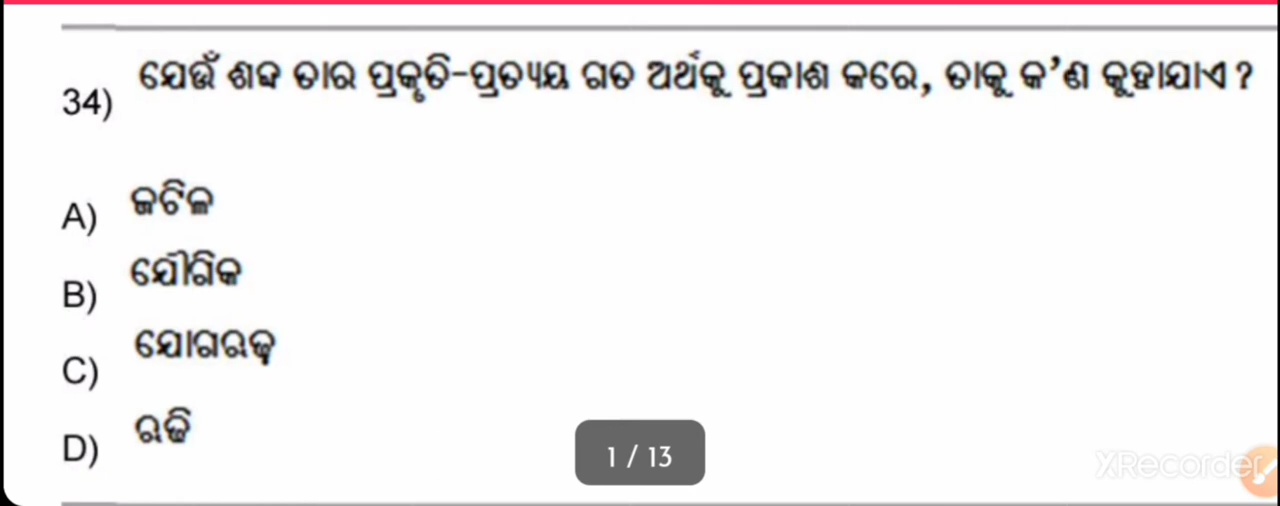 34) ଯେଉଁ ଶବ୍ଦ ତାର ପ୍ରକୃତି-ପ୍ରତ୍ୟୟ ଗତ ଅର୍ଥକୁ ପ୍ରକାଶ କରେ, ତାକୁ କ'ଣ କୁହାଯାଏ ?
A) ଜଟିଳ
B) ଯୌଗିକ
C) ଯୋଗରୂଢ଼
D) ରୂଢି
1 / 13
XRecorder